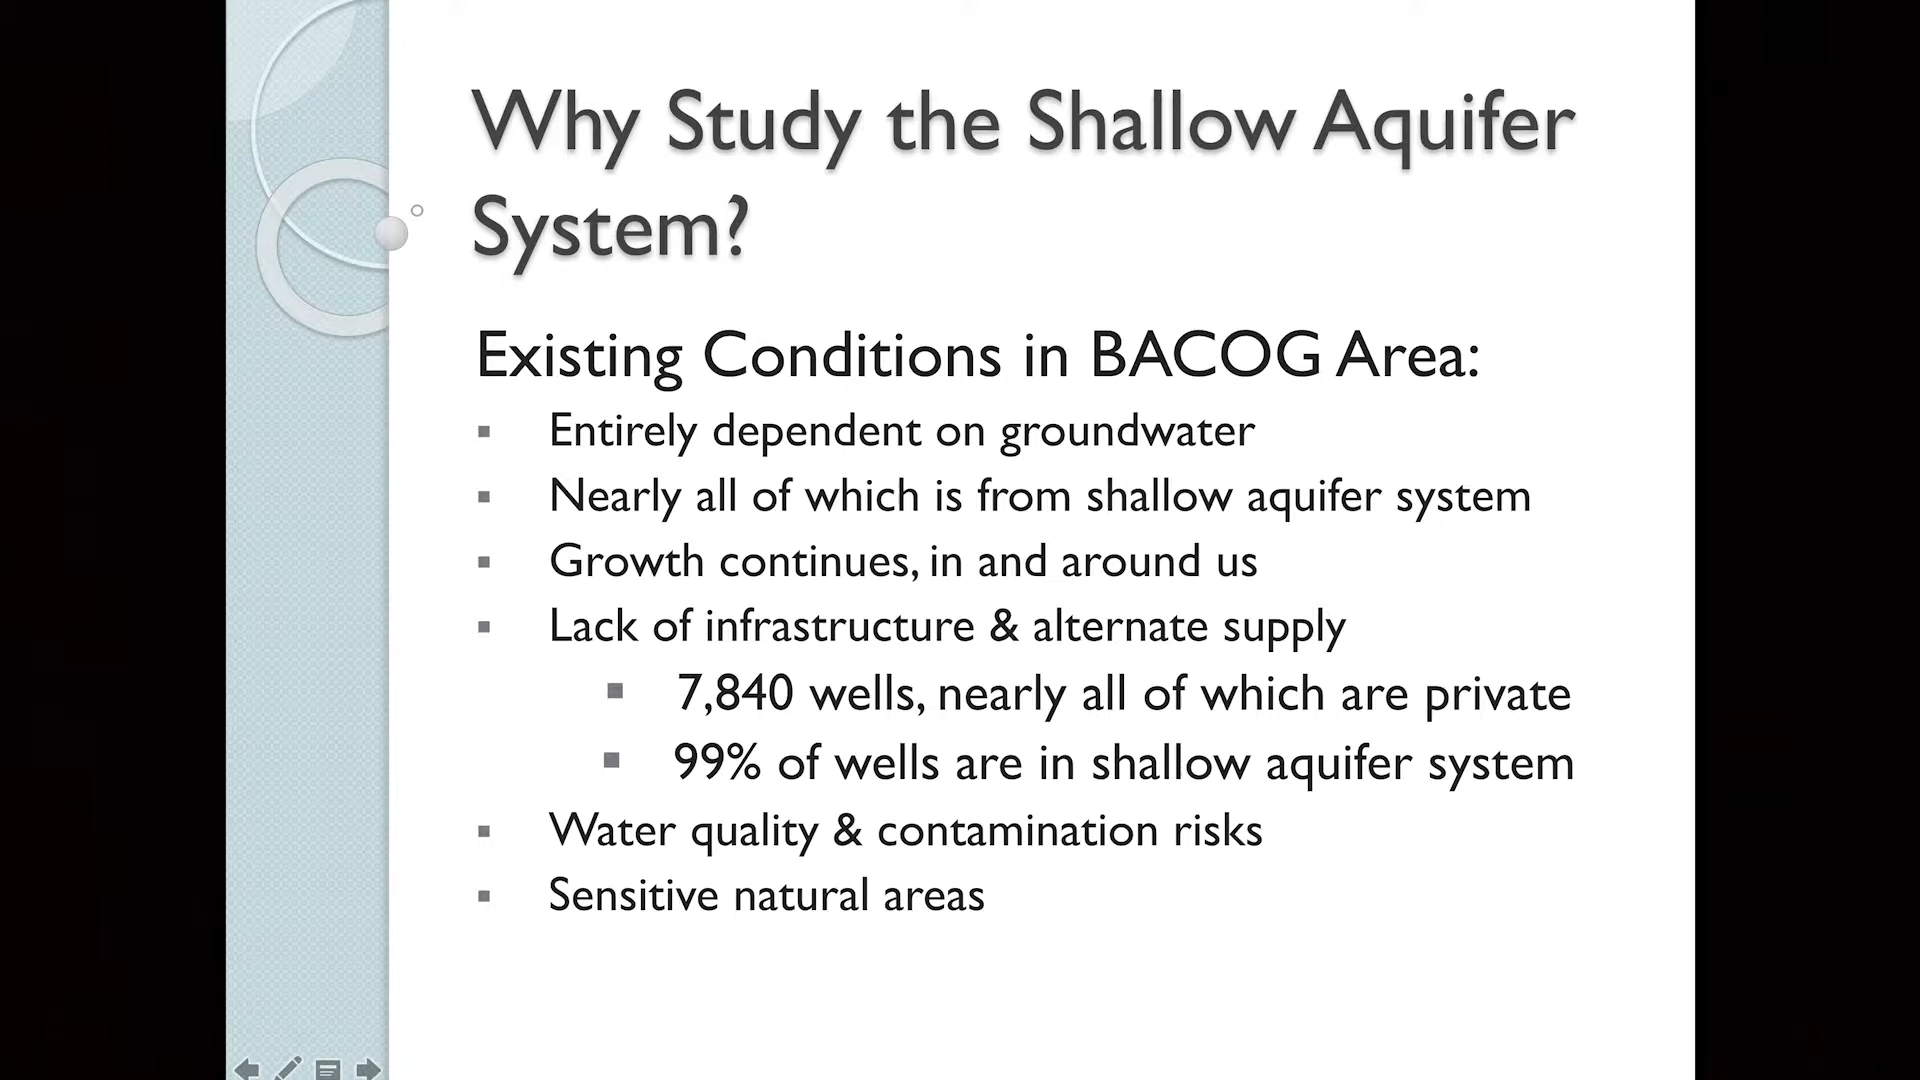 Why Study the Shallow Aquifer
System?
Existing Conditions in BACOG Area:
Entirely dependent on groundwater
Nearly all of which is from shallow aquifer system
Growth continues, in and around us
Lack of infrastructure & alternate supply
7,840 wells, nearly all of which are private
99% of wells are in shallow aquifer system
Water quality & contamination risks
Sensitive natural areas